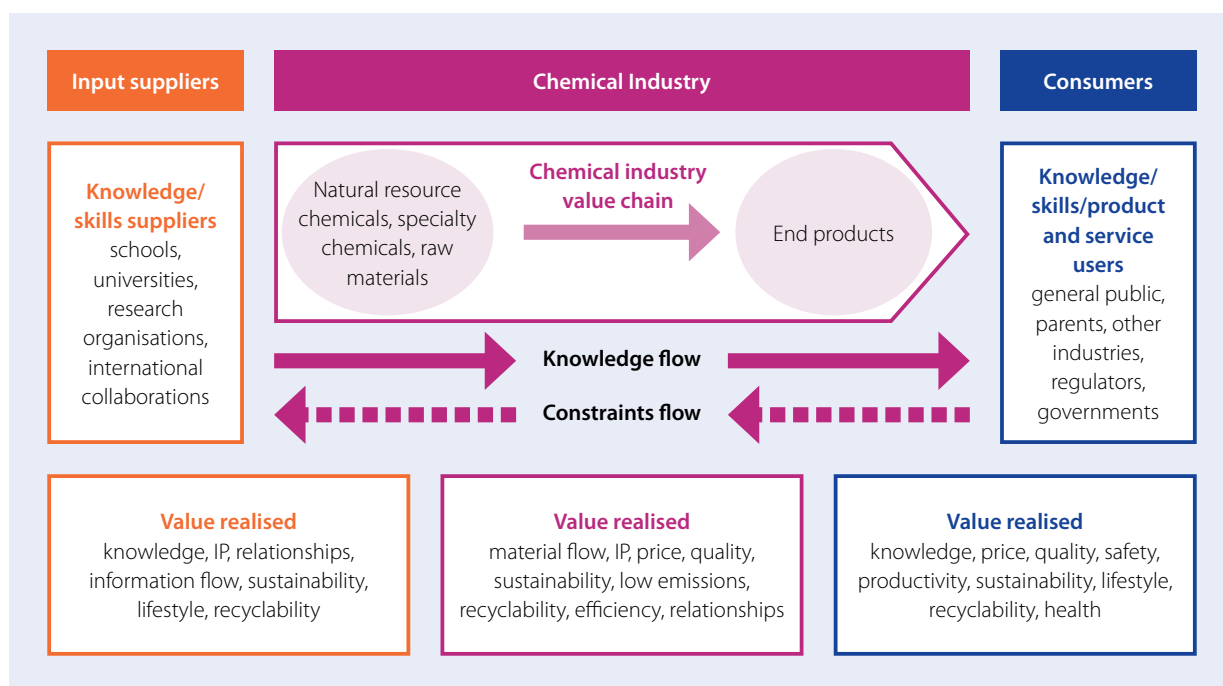 Input suppliers
Chemical Industry
Consumers
Knowledge/
skills suppliers
schools,
universities,
research
organisations,
international
collaborations
Natural resource
chemicals, specialty
chemicals, raw
materials
Chemical industry
value chain
End products
Knowledge/
skills/product
and service
users
general public,
parents, other
industries,
regulators,
governments
Knowledge flow
Constraints flow
Value realised
knowledge, IP, relationships,
information flow, sustainability,
lifestyle, recyclability
Value realised
material flow, IP, price, quality,
sustainability, low emissions,
recyclability, efficiency, relationships
Value realised
knowledge, price, quality, safety,
productivity, sustainability, lifestyle,
recyclability, health